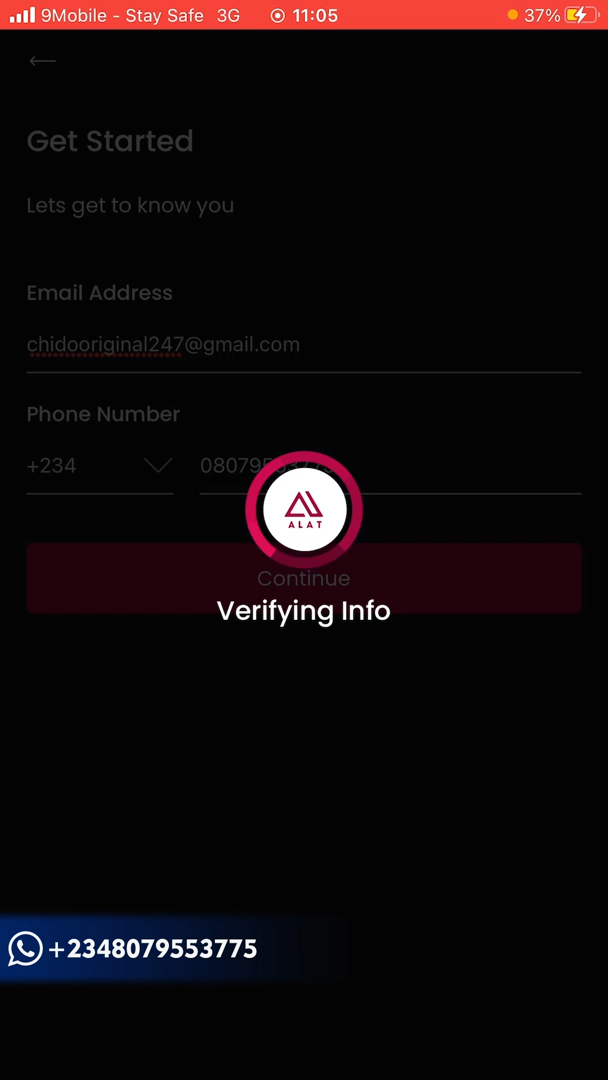 9Mobile - Stay Safe 3G 11:05 37%
Get Started
Lets get to know you
Email Address
chidooriginal247@gmail.com
Phone Number
+234
ALAT
Continue
Verifying Info
+2348079553775